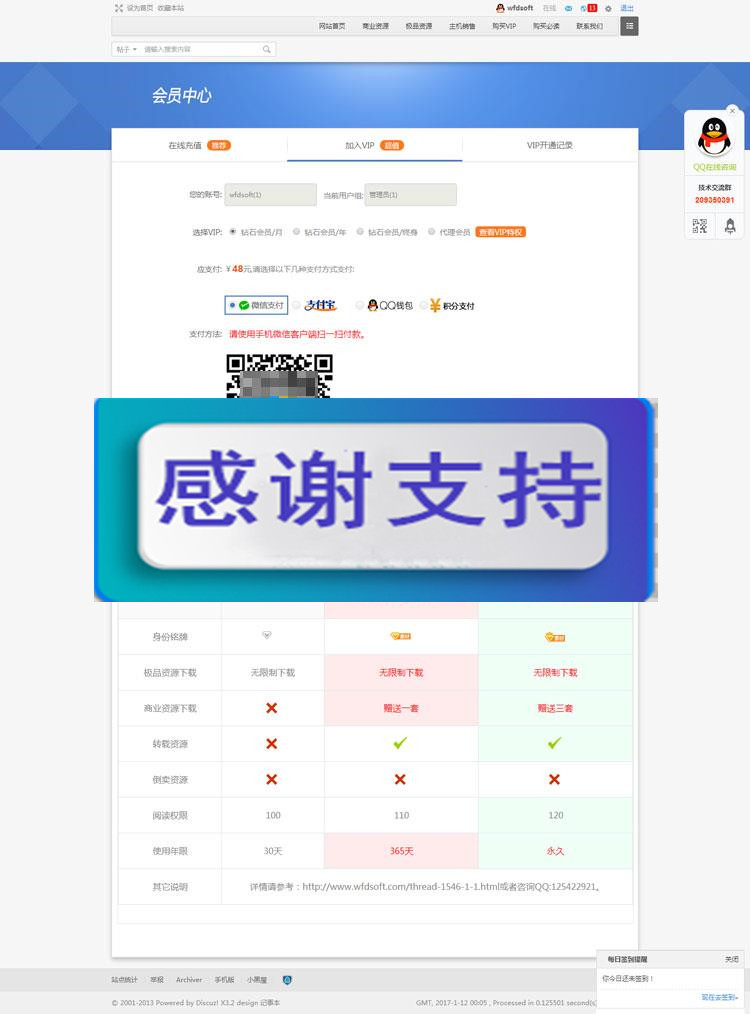 设为首页 收藏本站
wfdsoft 在线 13 退出
网站首页 商业资源 极品资源 主机销售 购买VIP 购买必读 联系我们
帖子 请输入搜索内容
会员中心
QQ在线咨询
技术交流群
209350391
在线充值 推荐 加入VIP 超值 VIP开通记录
您的账号: wfdsoft(1) 当前用户组: 管理员(1)
选择VIP: 钻石会员/月 钻石会员/年 钻石会员/终身 代理会员 查看VIP特权
应支付: ¥48元,请选择以下几种支付方式支付:
微信支付 支付宝 QQ钱包 积分支付
支付方法: 请使用手机微信客户端扫一扫付款。
感谢支持
身份铭牌
极品资源下载 无限制下载 无限制下载 无限制下载
商业资源下载 赠送一套 赠送三套
转载资源
倒卖资源
阅读权限 100 110 120
使用年限 30天 365天 永久
其它说明 详情请参考：http://www.wfdsoft.com/thread-1546-1-1.html或者咨询QQ:125422921。
每日签到提醒 关闭
你今日还未签到！
现在去签到»
站点统计 举报 Archiver 手机版 小黑屋
© 2001-2013 Powered by Discuz! X3.2 design 记事本 GMT, 2017-1-12 00:05 , Processed in 0.125501 second(s)